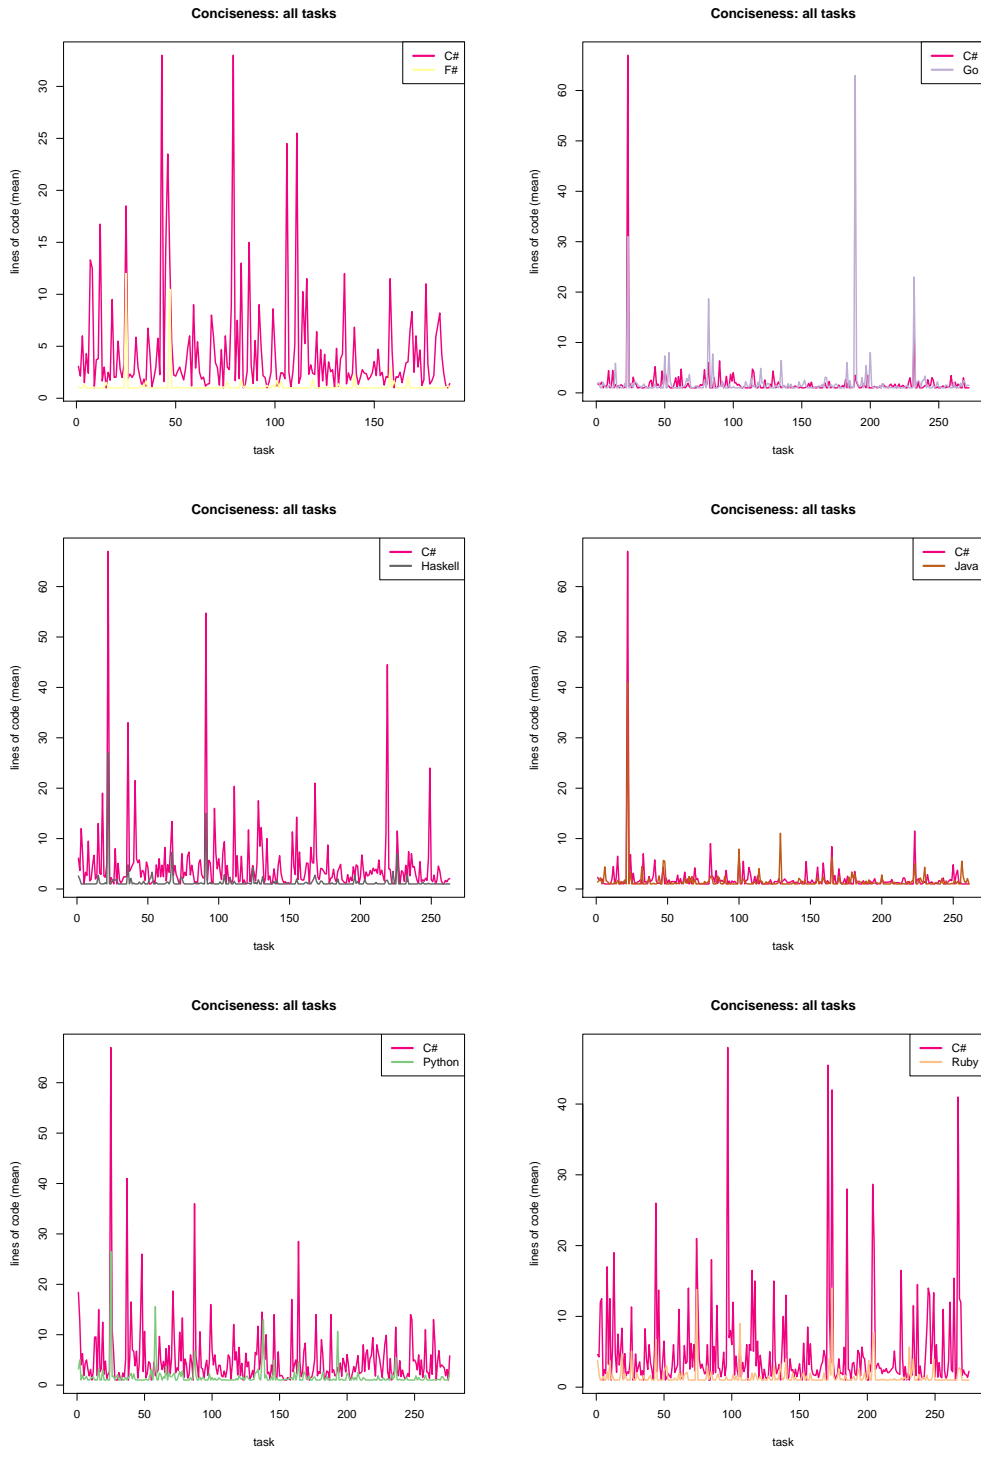 Conciseness: all tasks
C#
F#
lines of code (mean)
0 5 10 15 20 25 30
0 50 100 150
task
Conciseness: all tasks
C#
Go
lines of code (mean)
0 10 20 30 40 50 60
0 50 100 150 200 250
task
Conciseness: all tasks
C#
Haskell
lines of code (mean)
0 10 20 30 40 50 60
0 50 100 150 200 250
task
Conciseness: all tasks
C#
Java
lines of code (mean)
0 10 20 30 40 50 60
0 50 100 150 200 250
task
Conciseness: all tasks
C#
Python
lines of code (mean)
0 10 20 30 40 50 60
0 50 100 150 200 250
task
Conciseness: all tasks
C#
Ruby
lines of code (mean)
0 10 20 30 40
0 50 100 150 200 250
task